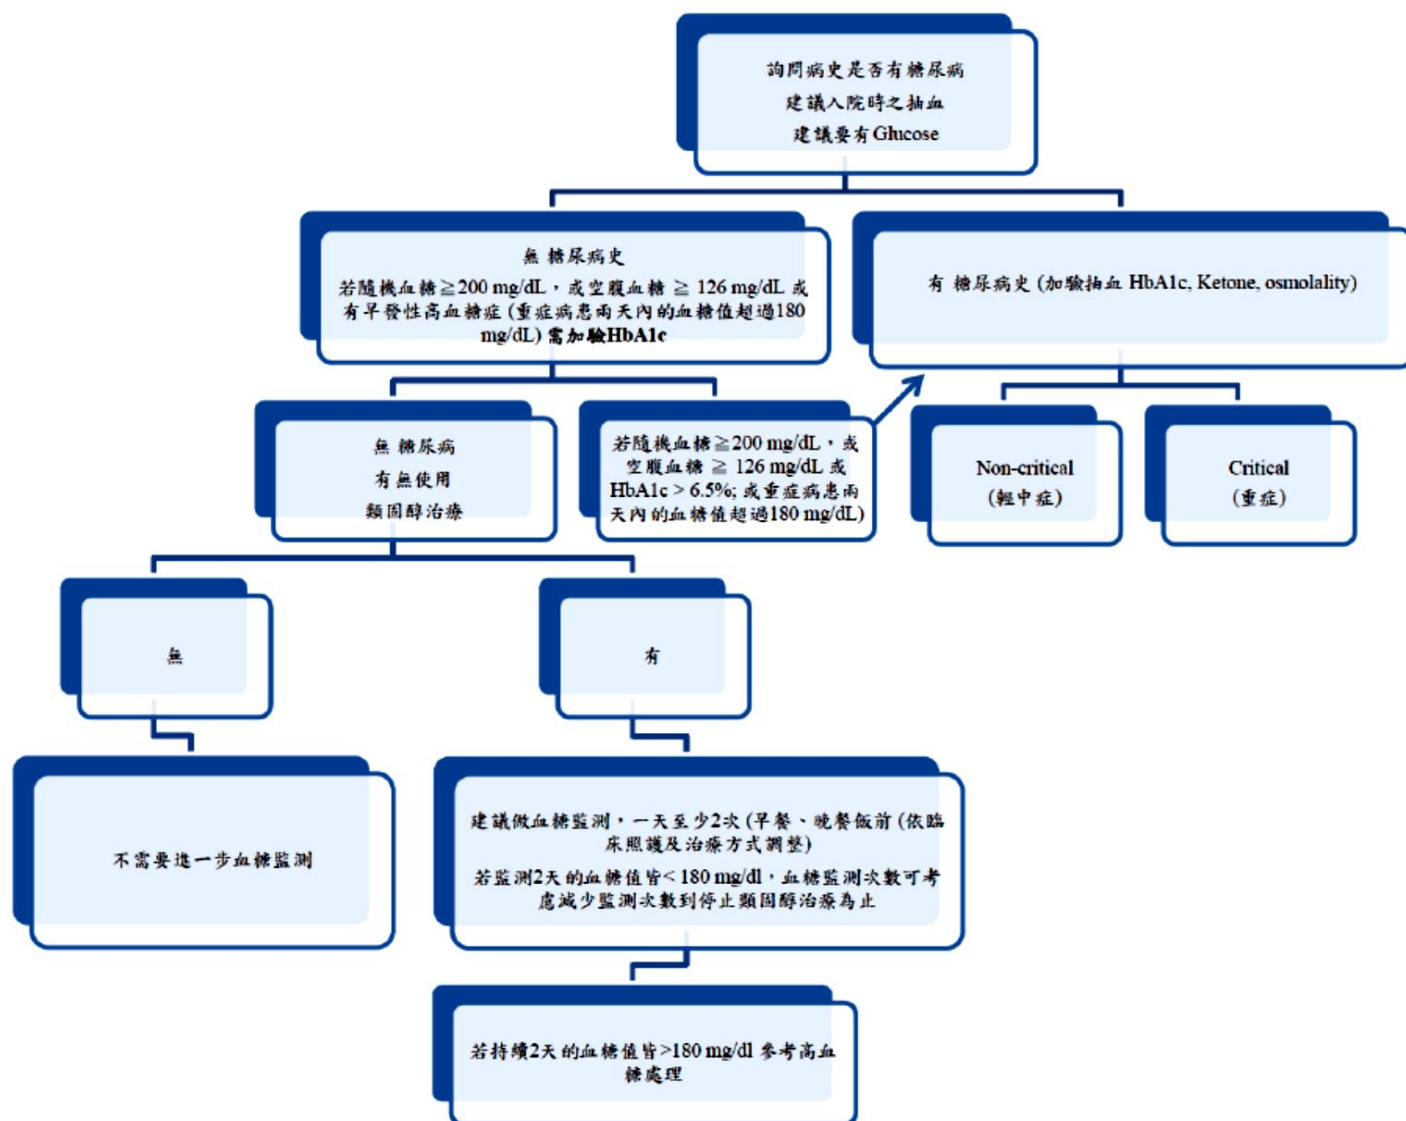 詢問病史是否有糖尿病
建議入院時之抽血
建議要有Glucose
無 糖尿病史
若隨機血糖≧200 mg/dL，或空腹血糖 ≧ 126 mg/dL 或
有早發性高血糖症 (重症病患兩天內的血糖值超過180
mg/dL) 需加驗HbA1c
有 糖尿病史 (加驗抽血 HbA1c, Ketone, osmolality)
無 糖尿病
有無使用
類固醇治療
若隨機血糖≧200 mg/dL，或
空腹血糖 ≧ 126 mg/dL 或
HbA1c > 6.5%; 或重症病患兩
天內的血糖值超過180 mg/dL)
Non-critical
(輕中症)
Critical
(重症)
無
有
不需要進一步血糖監測
建議做血糖監測，一天至少2次 (早餐、晚餐飯前 (依臨
床照護及治療方式調整)
若監測2天的血糖值皆< 180 mg/dl，血糖監測次數可考
慮減少監測次數到停止類固醇治療為止
若持續2天的血糖值皆>180 mg/dl 參考高血
糖處理